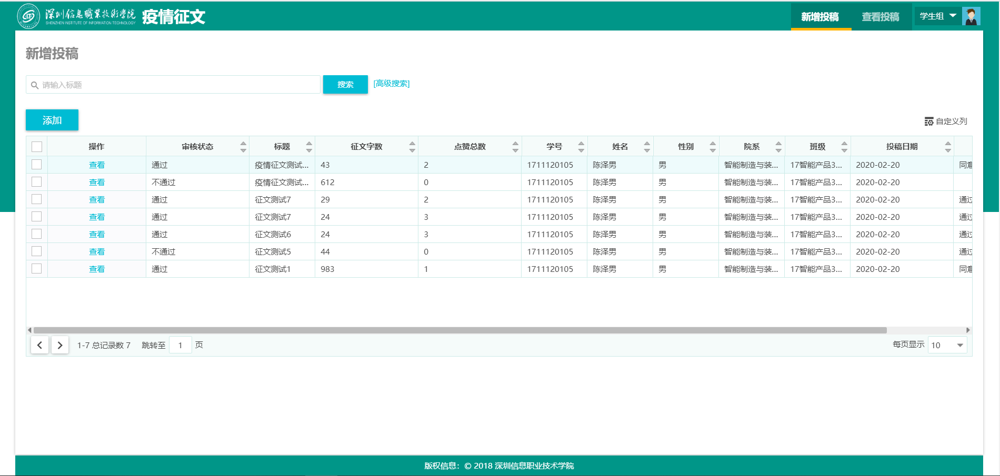 深圳信息職業技術學院 疫情征文 新增投稿 查看投稿 学生组
SHENZHEN INSTITUTE OF INFORMATION TECHNOLOGY
新增投稿
请输入标题 搜索 [高级搜索]
添加 自定义列
操作 审核状态 标题 征文字数 点赞总数 学号 姓名 性别 院系 班级 投稿日期
查看 通过 疫情征文测试... 43 2 1711120105 陈泽男 男 智能制造与装... 17智能产品3... 2020-02-20 同意
查看 不通过 疫情征文测试... 612 0 1711120105 陈泽男 男 智能制造与装... 17智能产品3... 2020-02-20
查看 通过 征文测试7 29 2 1711120105 陈泽男 男 智能制造与装... 17智能产品3... 2020-02-20 通过
查看 通过 征文测试7 24 3 1711120105 陈泽男 男 智能制造与装... 17智能产品3... 2020-02-20 通过
查看 通过 征文测试6 24 3 1711120105 陈泽男 男 智能制造与装... 17智能产品3... 2020-02-20 通过
查看 不通过 征文测试5 44 0 1711120105 陈泽男 男 智能制造与装... 17智能产品3... 2020-02-20 通过
查看 通过 征文测试1 983 1 1711120105 陈泽男 男 智能制造与装... 17智能产品3... 2020-02-20 同意
1-7 总记录数 7 跳转至 1 页 每页显示 10
版权信息：© 2018 深圳信息职业技术学院